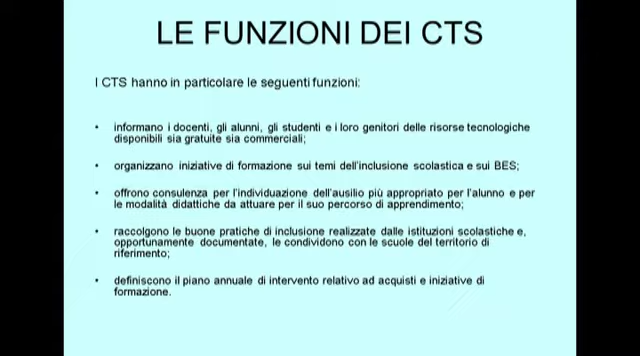 LE FUNZIONI DEI CTS
I CTS hanno in particolare le seguenti funzioni:
• informano i docenti, gli alunni, gli studenti e i loro genitori delle risorse tecnologiche
disponibili sia gratuite sia commerciali;
• organizzano iniziative di formazione sui temi dell'inclusione scolastica e sui BES;
• offrono consulenza per l'individuazione dell'ausilio più appropriato per l'alunno e per
le modalità didattiche da attuare per il suo percorso di apprendimento;
• raccolgono le buone pratiche di inclusione realizzate dalle istituzioni scolastiche e,
opportunamente documentate, le condividono con le scuole del territorio di
riferimento;
• definiscono il piano annuale di intervento relativo ad acquisti e iniziative di
formazione.